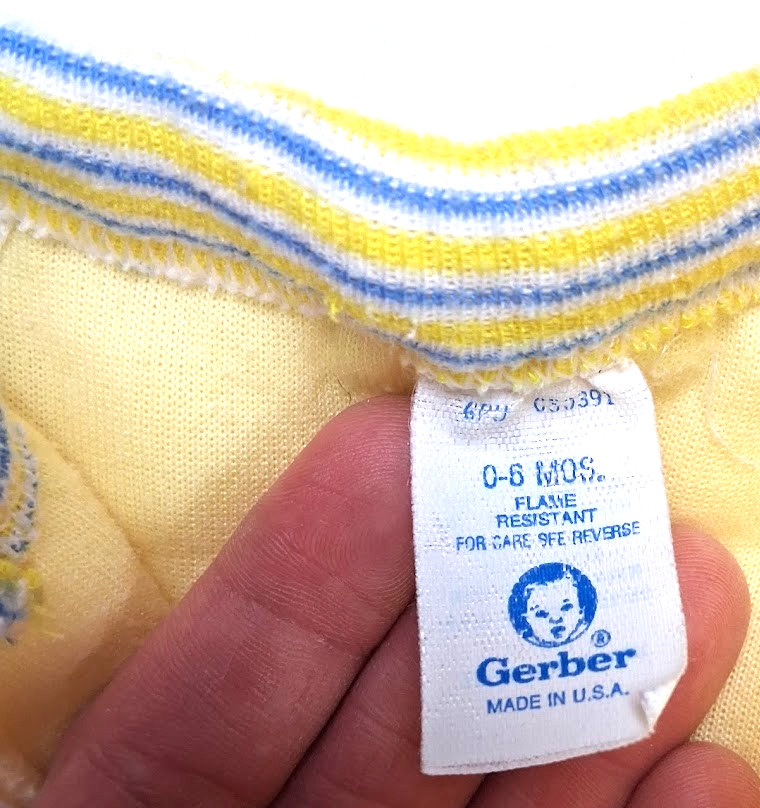 0-6 MOS.
FLAME
RESISTANT
FOR CARE SEE REVERSE
®
Gerber
MADE IN U.S.A.